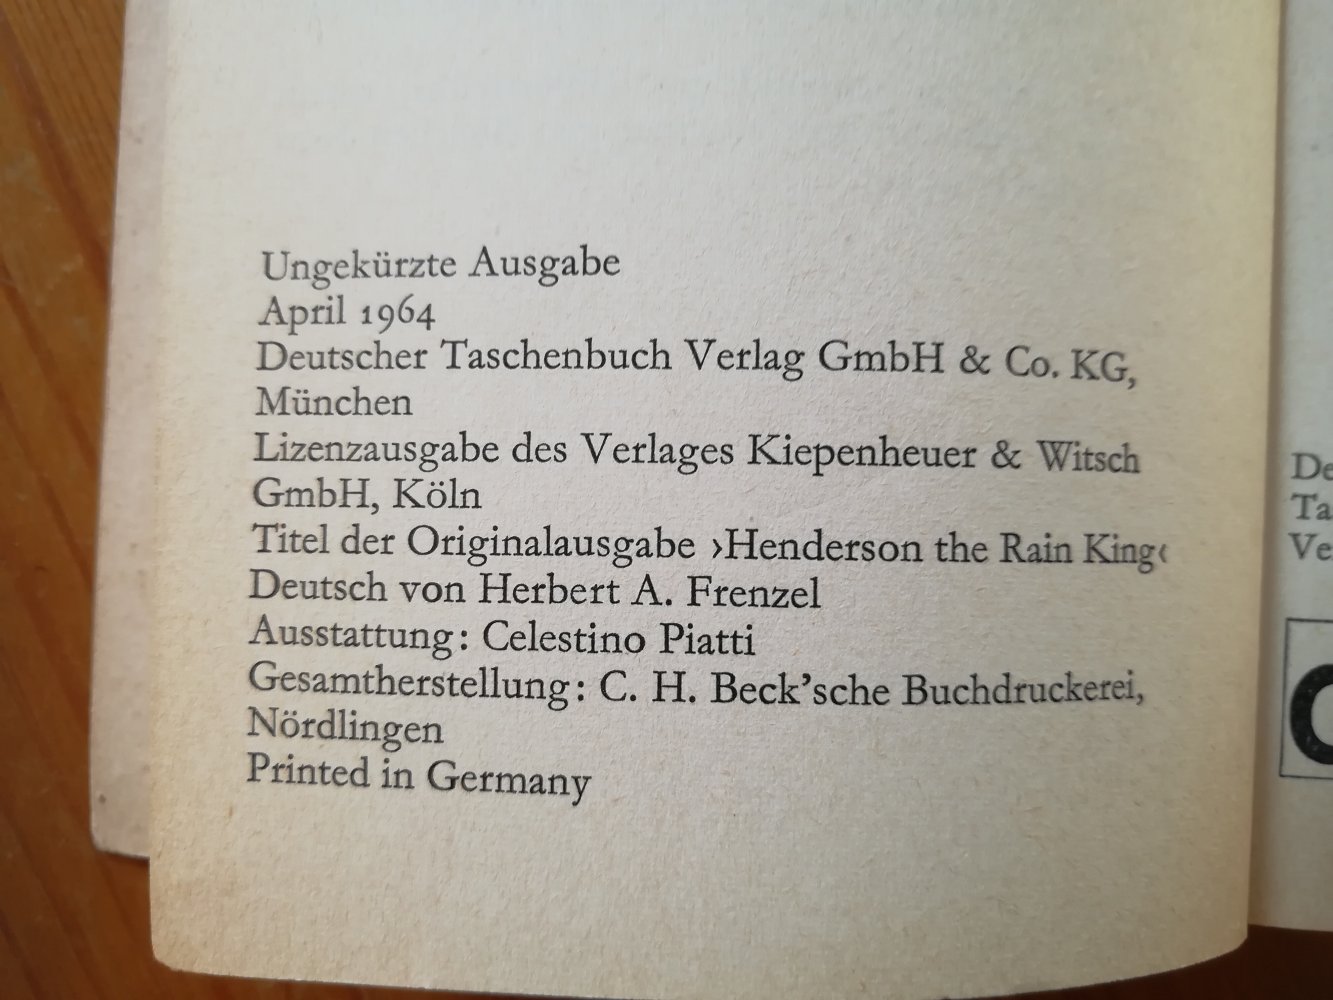 Ungekürzte Ausgabe
April 1964
Deutscher Taschenbuch Verlag GmbH & Co. KG,
München
Lizenzausgabe des Verlages Kiepenheuer & Witsch
GmbH, Köln
Titel der Originalausgabe ›Henderson the Rain King‹
Deutsch von Herbert A. Frenzel
Ausstattung: Celestino Piatti
Gesamtherstellung: C. H. Beck’sche Buchdruckerei,
Nördlingen
Printed in Germany